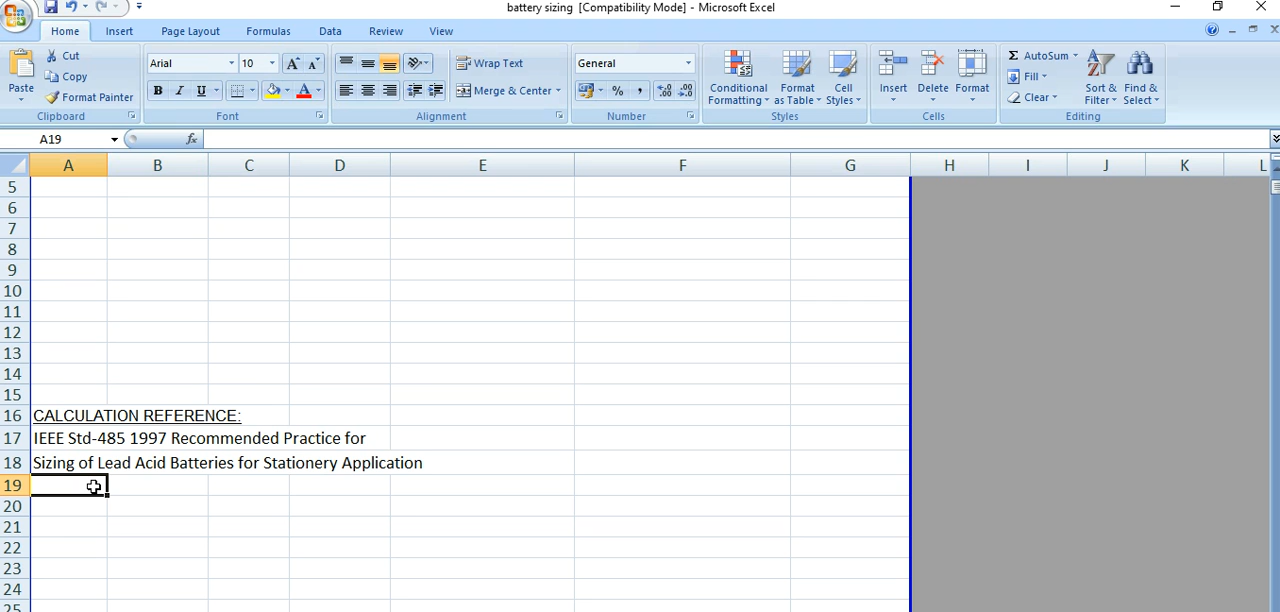 battery sizing [Compatibility Mode] - Microsoft Excel
Home Insert Page Layout Formulas Data Review View
Paste
Cut
Copy
Format Painter
Clipboard
Arial 10
B I U
Font
Wrap Text
Merge & Center
Alignment
General
% ,
Number
Conditional Formatting
Format as Table
Cell Styles
Styles
Insert Delete Format
Cells
Σ AutoSum
Fill
Clear
Sort & Filter
Find & Select
Editing
A19 fx
A B C D E F G H I J K L
5
6
7
8
9
10
11
12
13
14
15
16 CALCULATION REFERENCE:
17 IEEE Std-485 1997 Recommended Practice for
18 Sizing of Lead Acid Batteries for Stationery Application
19
20
21
22
23
24
25